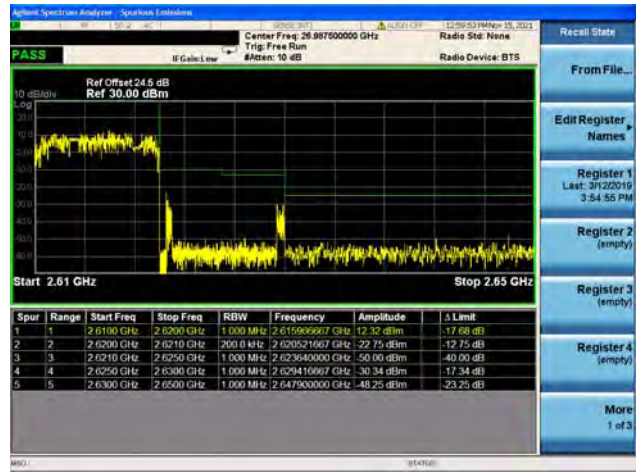 Agilent Spectrum Analyzer - Spurious Emissions
RF 50 Ω AC SENSE:INT ALIGN OFF 12:59:53 PM Nov 15, 2021
Center Freq: 26.987500000 GHz Radio Std: None
Trig: Free Run
PASS IFGain:Low #Atten: 10 dB Radio Device: BTS
Ref Offset 24.5 dB
10 dB/div Ref 30.00 dBm
Log
Start 2.61 GHz Stop 2.65 GHz
Spur Range Start Freq Stop Freq RBW Frequency Amplitude Δ Limit
1 1 2.6100 GHz 2.6200 GHz 1.000 MHz 2.615966667 GHz 12.32 dBm -17.68 dB
2 2 2.6200 GHz 2.6210 GHz 200.0 kHz 2.620521667 GHz -22.75 dBm -12.75 dB
3 3 2.6210 GHz 2.6250 GHz 1.000 MHz 2.623640000 GHz -50.00 dBm -40.00 dB
4 4 2.6250 GHz 2.6300 GHz 1.000 MHz 2.629416667 GHz -30.34 dBm -17.34 dB
5 5 2.6300 GHz 2.6500 GHz 1.000 MHz 2.647900000 GHz -48.25 dBm -23.25 dB
MSG STATUS
Recall State
From File...
Edit Register
Names
Register 1
Last: 3/12/2019
3:54:55 PM
Register 2
(empty)
Register 3
(empty)
Register 4
(empty)
More
1 of 3